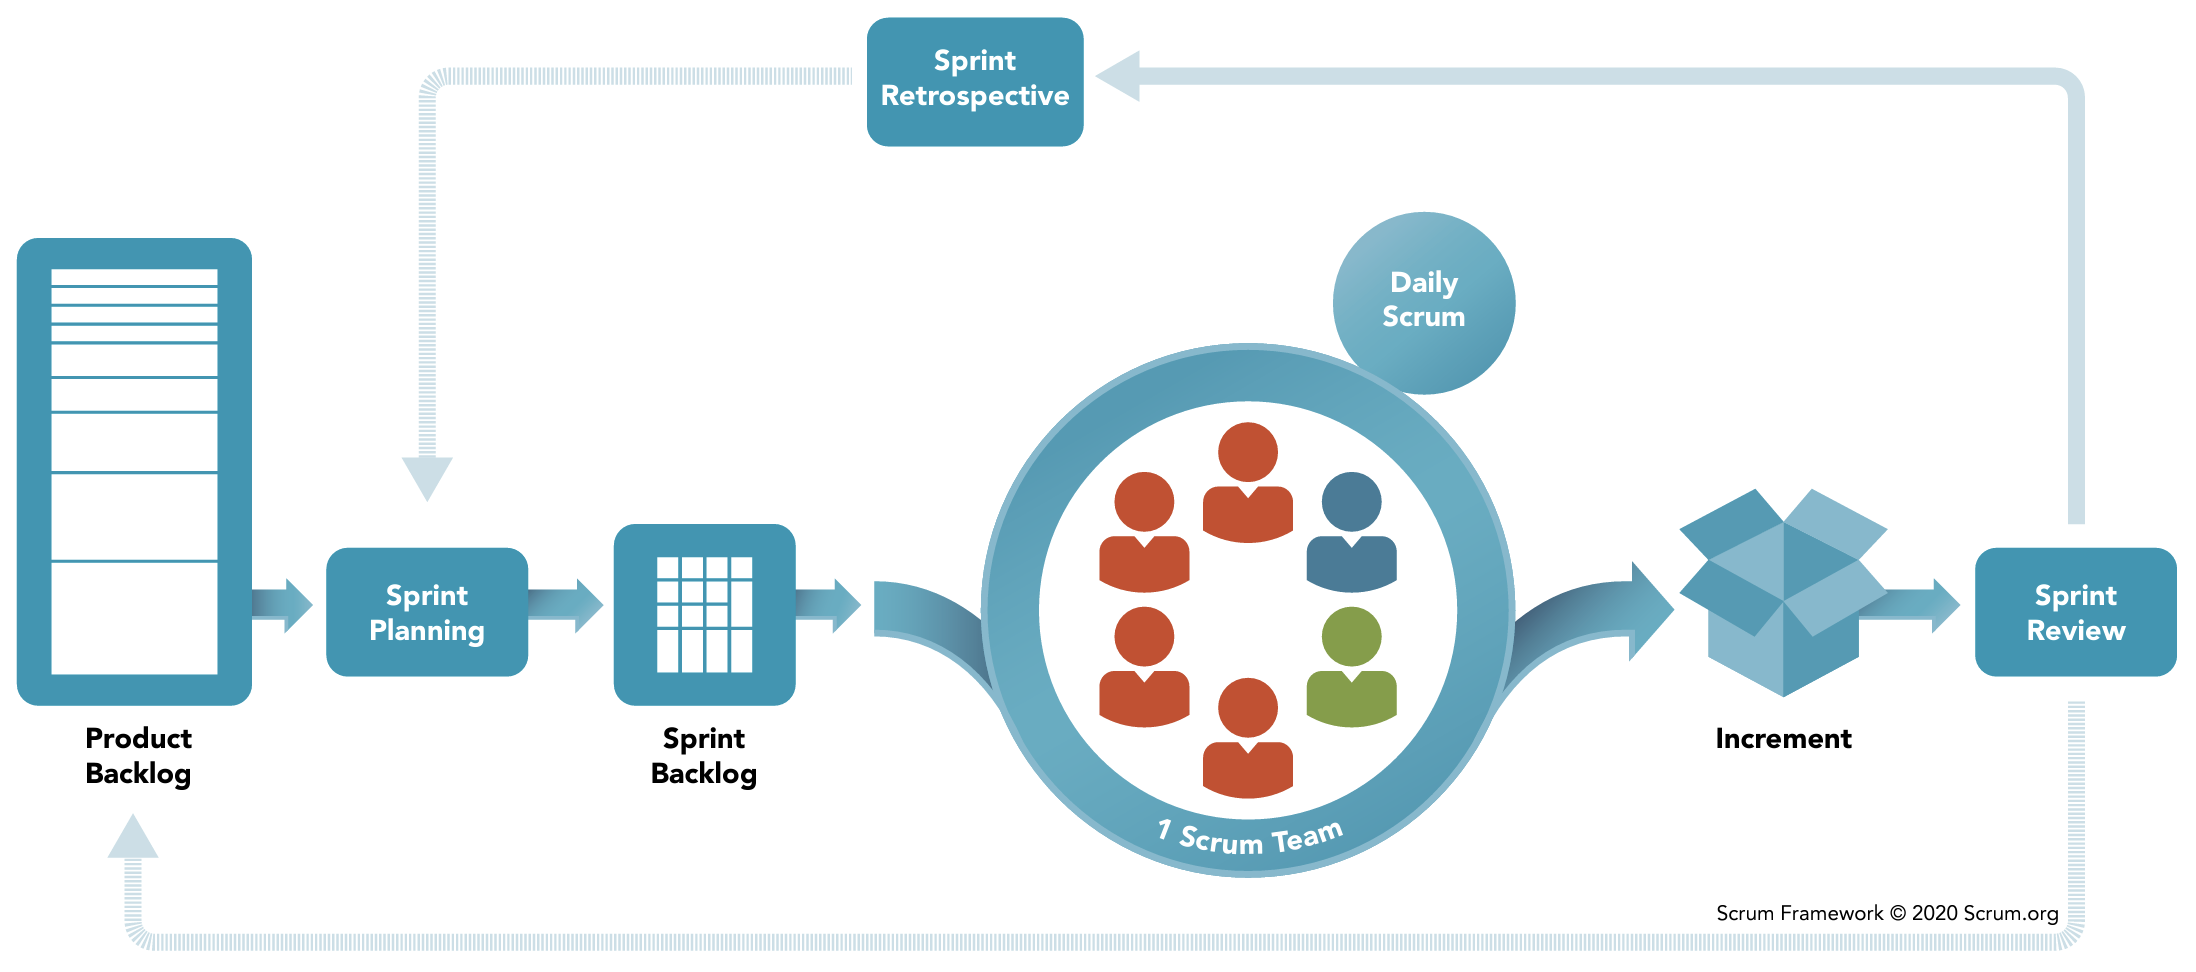 Sprint
Retrospective
Daily
Scrum
Sprint
Planning
Sprint
Review
Product
Backlog
Sprint
Backlog
Increment
1 Scrum Team
Scrum Framework © 2020 Scrum.org